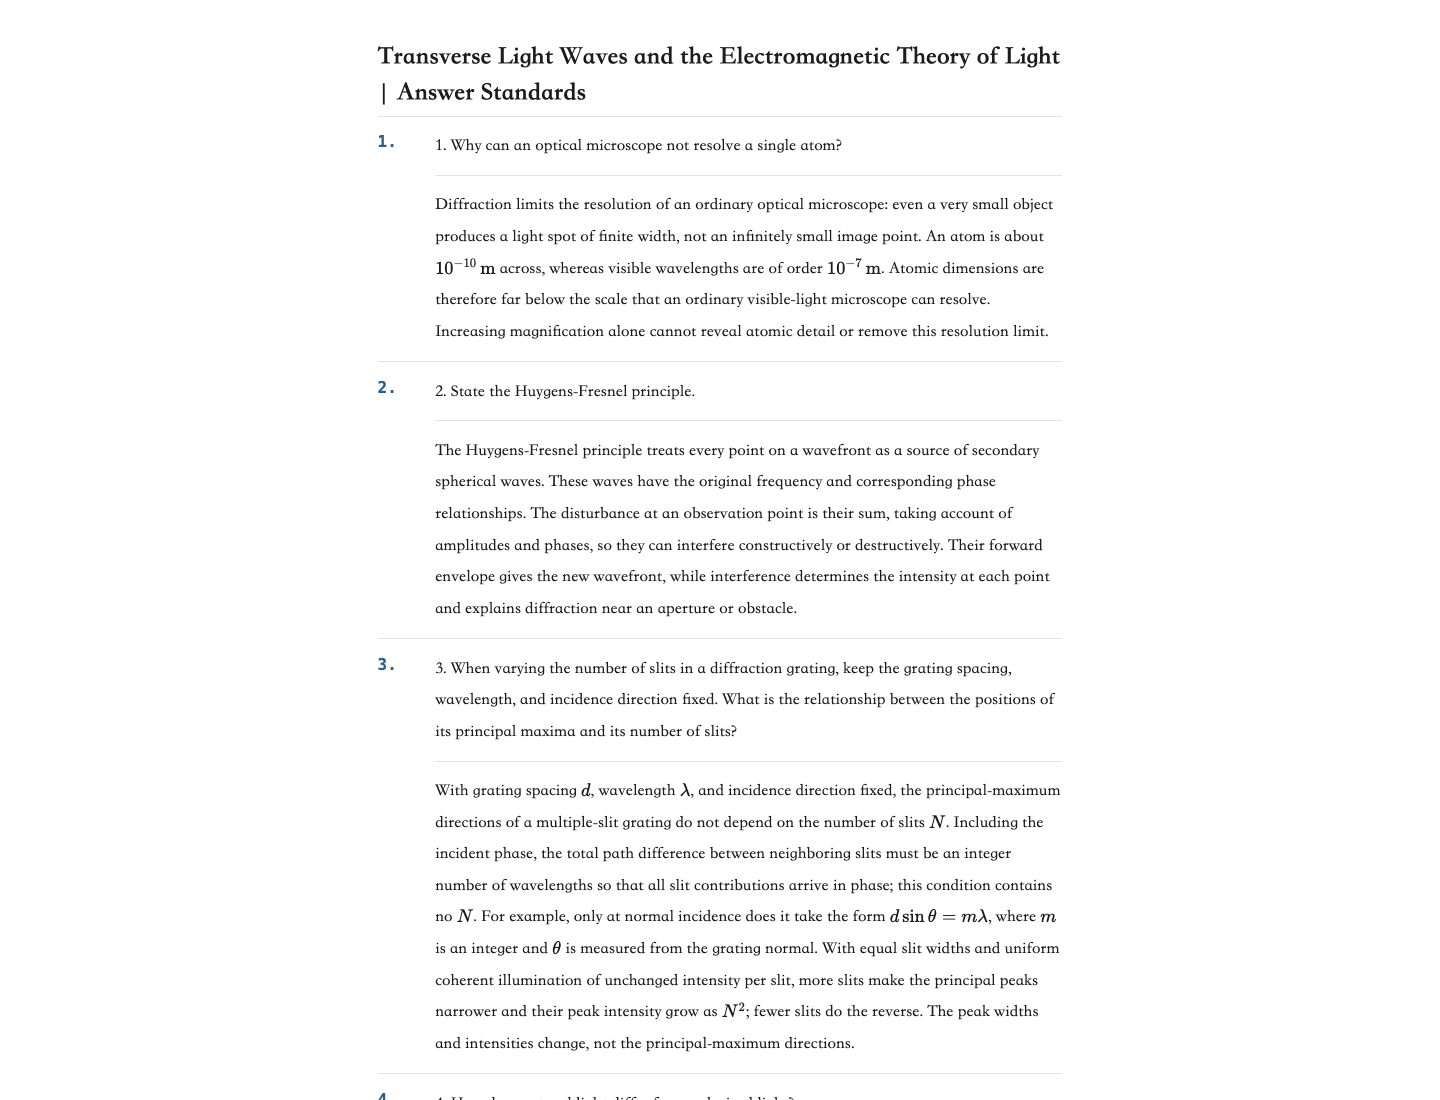 Transverse Light Waves and the Electromagnetic Theory of Light
| Answer Standards
1.
1. Why can an optical microscope not resolve a single atom?
Diffraction limits the resolution of an ordinary optical microscope: even a very small object
produces a light spot of finite width, not an infinitely small image point. An atom is about
10⁻¹⁰ m across, whereas visible wavelengths are of order 10⁻⁷ m. Atomic dimensions are
therefore far below the scale that an ordinary visible-light microscope can resolve.
Increasing magnification alone cannot reveal atomic detail or remove this resolution limit.
2.
2. State the Huygens-Fresnel principle.
The Huygens-Fresnel principle treats every point on a wavefront as a source of secondary
spherical waves. These waves have the original frequency and corresponding phase
relationships. The disturbance at an observation point is their sum, taking account of
amplitudes and phases, so they can interfere constructively or destructively. Their forward
envelope gives the new wavefront, while interference determines the intensity at each point
and explains diffraction near an aperture or obstacle.
3.
3. When varying the number of slits in a diffraction grating, keep the grating spacing,
wavelength, and incidence direction fixed. What is the relationship between the positions of
its principal maxima and its number of slits?
With grating spacing d, wavelength λ, and incidence direction fixed, the principal-maximum
directions of a multiple-slit grating do not depend on the number of slits N. Including the
incident phase, the total path difference between neighboring slits must be an integer
number of wavelengths so that all slit contributions arrive in phase; this condition contains
no N. For example, only at normal incidence does it take the form d sin θ = mλ, where m
is an integer and θ is measured from the grating normal. With equal slit widths and uniform
coherent illumination of unchanged intensity per slit, more slits make the principal peaks
narrower and their peak intensity grow as N²; fewer slits do the reverse. The peak widths
and intensities change, not the principal-maximum directions.